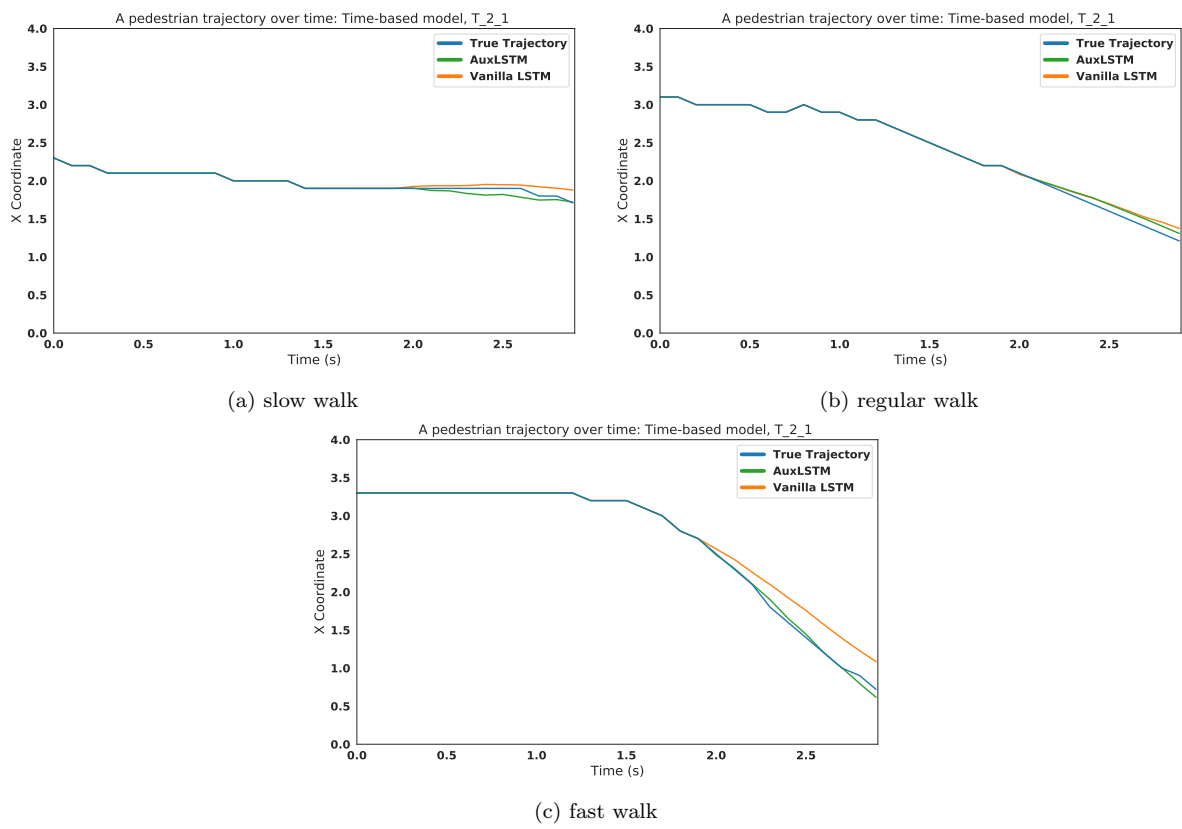 A pedestrian trajectory over time: Time-based model, T_2_1
4.0
3.5
3.0
2.5
2.0
1.5
1.0
0.5
0.0
X Coordinate
True Trajectory
AuxLSTM
Vanilla LSTM
0.0 0.5 1.0 1.5 2.0 2.5
Time (s)
(a) slow walk
A pedestrian trajectory over time: Time-based model, T_2_1
4.0
3.5
3.0
2.5
2.0
1.5
1.0
0.5
0.0
X Coordinate
True Trajectory
AuxLSTM
Vanilla LSTM
0.0 0.5 1.0 1.5 2.0 2.5
Time (s)
(b) regular walk
A pedestrian trajectory over time: Time-based model, T_2_1
4.0
3.5
3.0
2.5
2.0
1.5
1.0
0.5
0.0
X Coordinate
True Trajectory
AuxLSTM
Vanilla LSTM
0.0 0.5 1.0 1.5 2.0 2.5
Time (s)
(c) fast walk